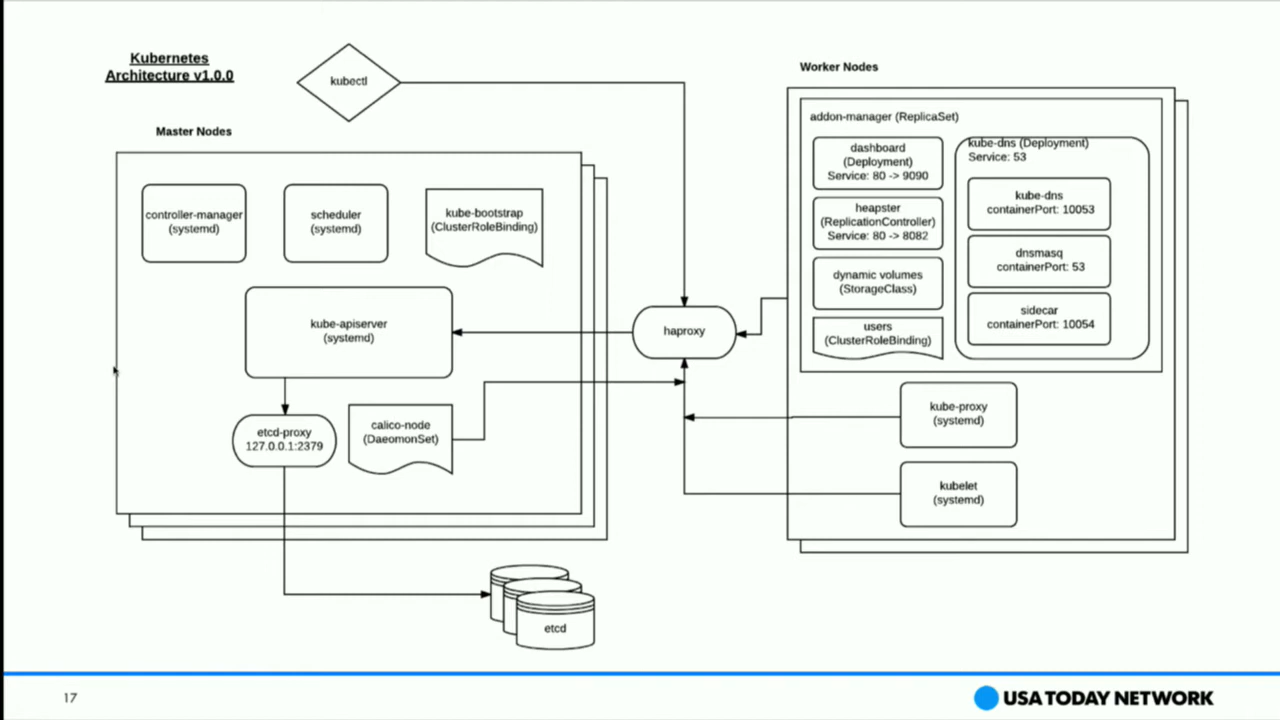 Kubernetes
Architecture v1.0.0
kubectl
Master Nodes
controller-manager
(systemd)
scheduler
(systemd)
kube-bootstrap
(ClusterRoleBinding)
kube-apiserver
(systemd)
etcd-proxy
127.0.0.1:2379
calico-node
(DaeomonSet)
etcd
haproxy
Worker Nodes
addon-manager (ReplicaSet)
dashboard
(Deployment)
Service: 80 -> 9090
heapster
(ReplicationController)
Service: 80 -> 8082
dynamic volumes
(StorageClass)
users
(ClusterRoleBinding)
kube-dns (Deployment)
Service: 53
kube-dns
containerPort: 10053
dnsmasq
containerPort: 53
sidecar
containerPort: 10054
kube-proxy
(systemd)
kubelet
(systemd)
17
USA TODAY NETWORK